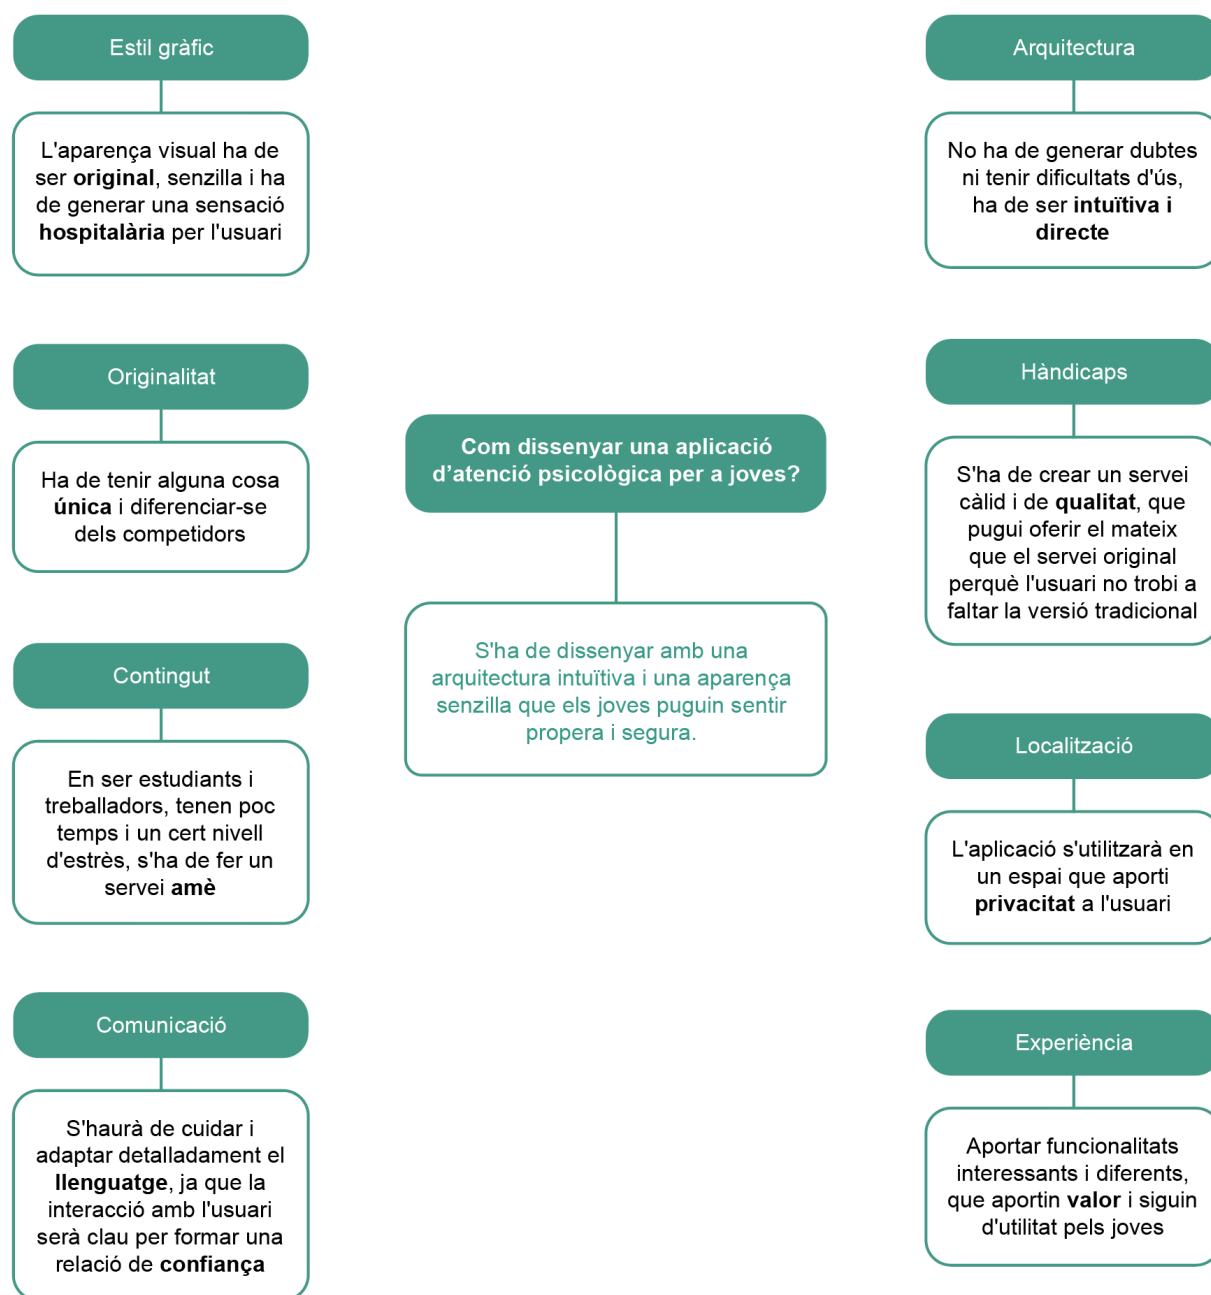 Estil gràfic
L'aparença visual ha de
ser original, senzilla i ha
de generar una sensació
hospitalària per l'usuari
Originalitat
Ha de tenir alguna cosa
única i diferenciar-se
dels competidors
Contingut
En ser estudiants i
treballadors, tenen poc
temps i un cert nivell
d'estrès, s'ha de fer un
servei amè
Comunicació
S'haurà de cuidar i
adaptar detalladament el
llenguatge, ja que la
interacció amb l'usuari
serà clau per formar una
relació de confiança
Com dissenyar una aplicació
d’atenció psicològica per a joves?
S'ha de dissenyar amb una
arquitectura intuïtiva i una aparença
senzilla que els joves puguin sentir
propera i segura.
Arquitectura
No ha de generar dubtes
ni tenir dificultats d'ús,
ha de ser intuïtiva i
directe
Hàndicaps
S'ha de crear un servei
càlid i de qualitat, que
pugui oferir el mateix
que el servei original
perquè l'usuari no trobi a
faltar la versió tradicional
Localització
L'aplicació s'utilitzarà en
un espai que aporti
privacitat a l'usuari
Experiència
Aportar funcionalitats
interessants i diferents,
que aportin valor i siguin
d'utilitat pels joves